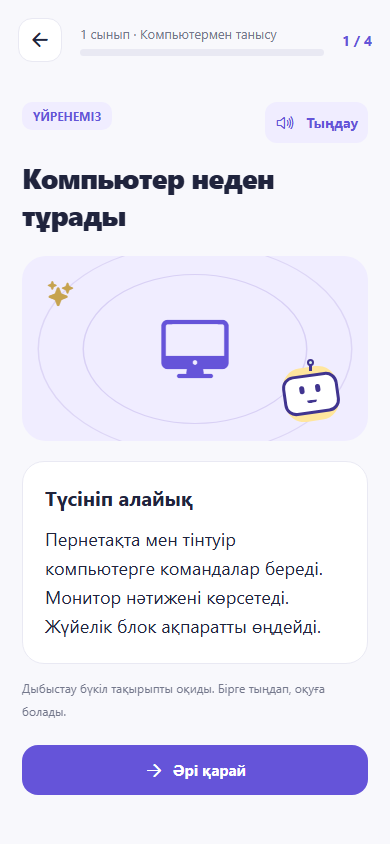 1 сынып · Компьютермен танысу
1 / 4
ҮЙРЕНЕМІЗ
Тыңдау
Компьютер неден
тұрады
Түсініп алайық
Пернетақта мен тінтуір
компьютерге командалар береді.
Монитор нәтижені көрсетеді.
Жүйелік блок ақпаратты өңдейді.
Дыбыстау бүкіл тақырыпты оқиды. Бірге тыңдап, оқуға
болады.
Әрі қарай